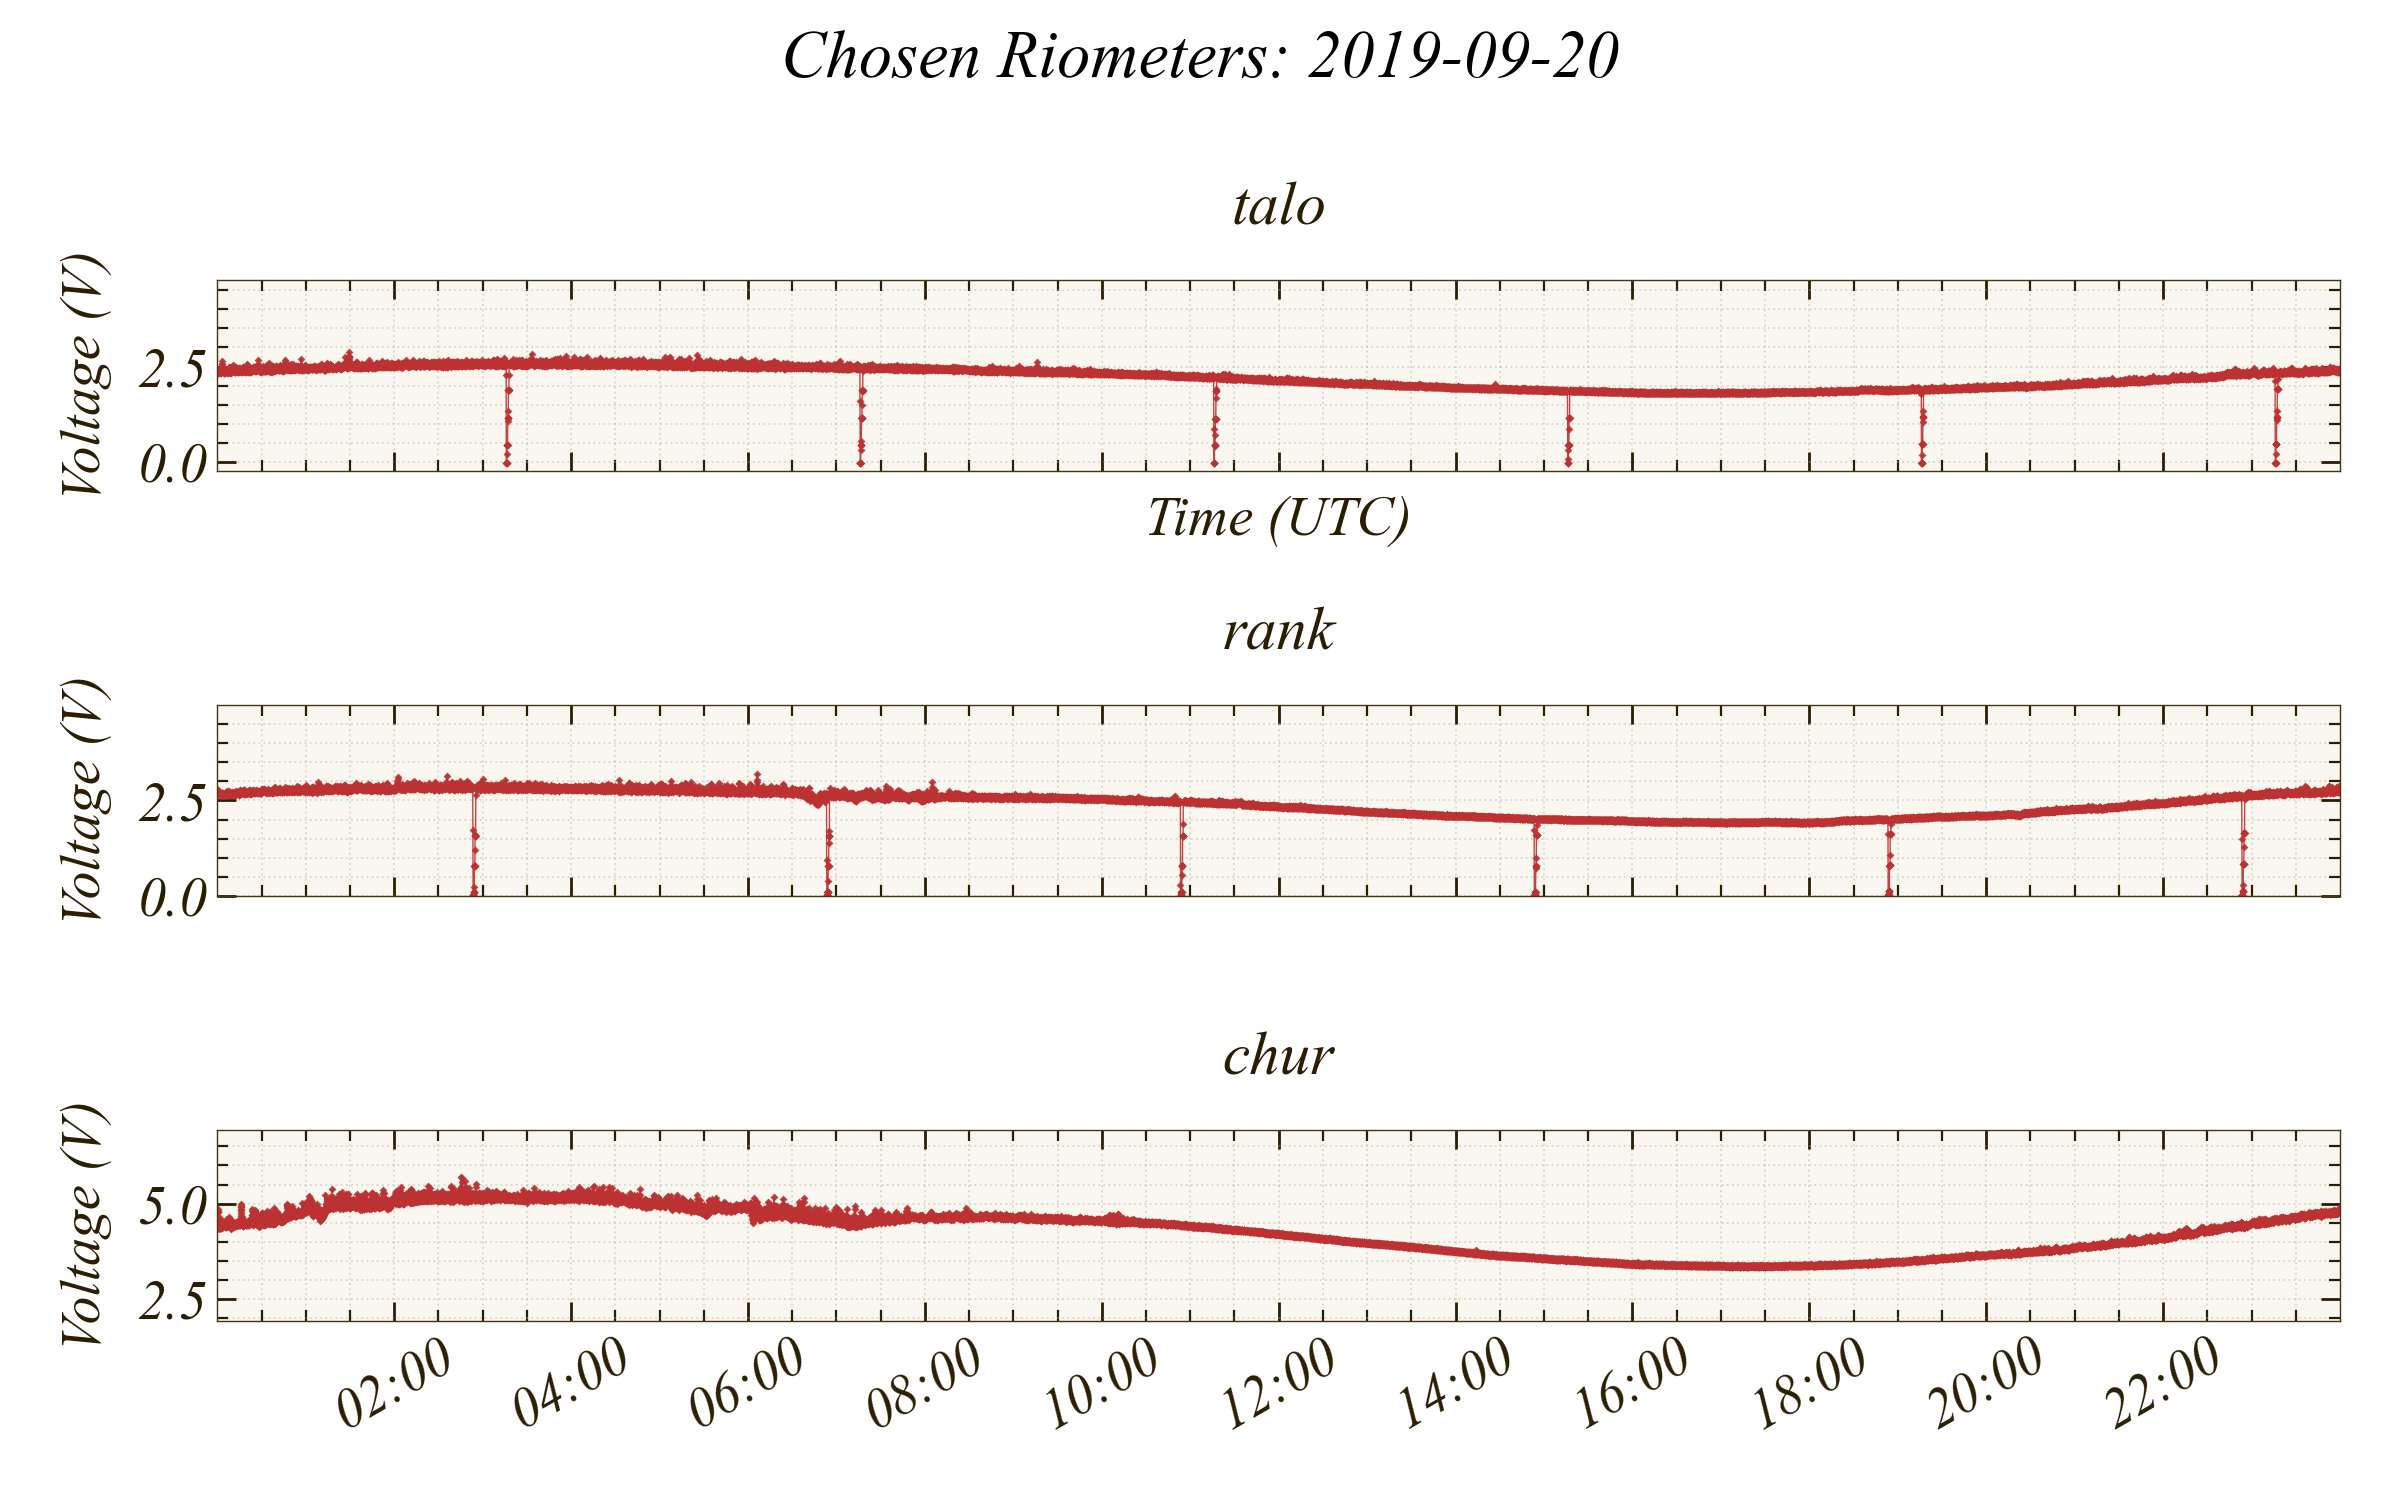 Chosen Riometers: 2019-09-20
talo
Voltage (V)
2.5
0.0
Time (UTC)
rank
Voltage (V)
2.5
0.0
chur
Voltage (V)
5.0
2.5
02:00 04:00 06:00 08:00 10:00 12:00 14:00 16:00 18:00 20:00 22:00